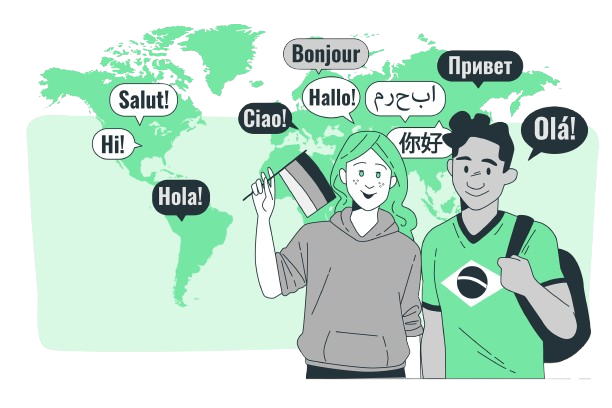 Bonjour
Привет
Salut!
Hallo!
ابحرم
Ciao!
Olá!
Hi!
你好
Hola!